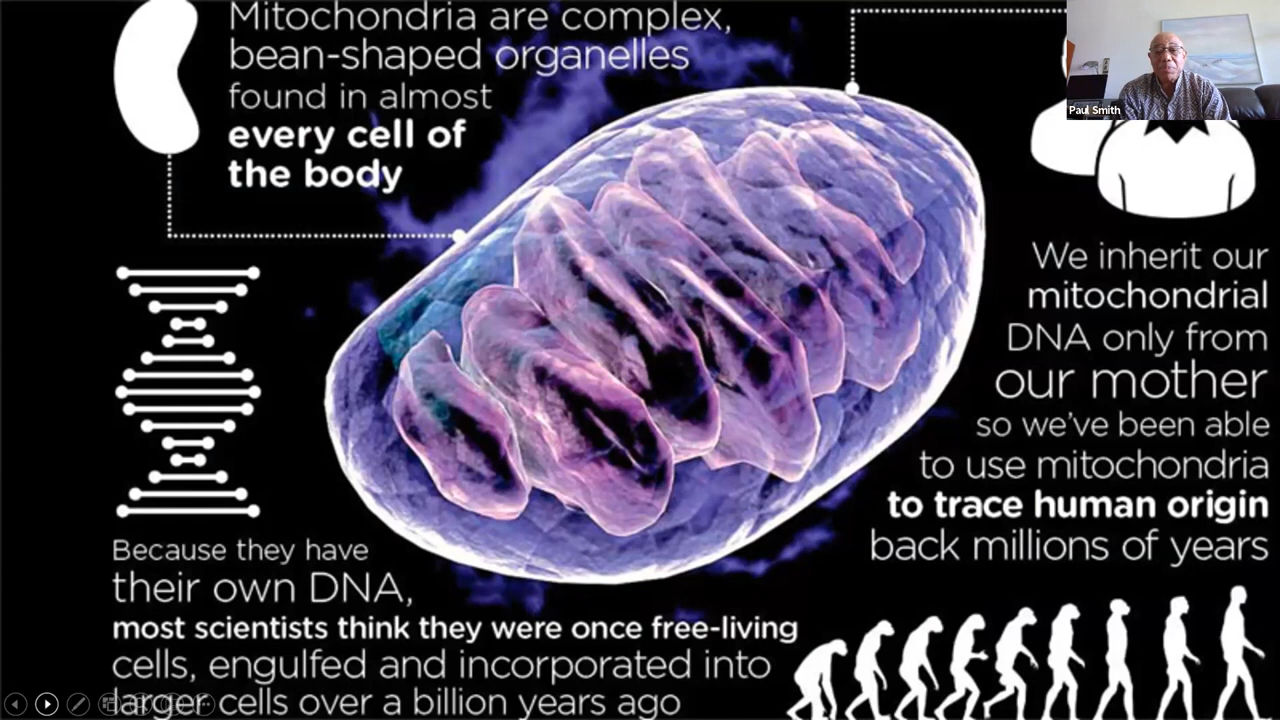 Mitochondria are complex,
bean-shaped organelles
found in almost
every cell of
the body
Paul Smith
We inherit our
mitochondrial
DNA only from
our mother
so we've been able
to use mitochondria
to trace human origin
back millions of years
Because they have
their own DNA,
most scientists think they were once free-living
cells, engulfed and incorporated into
larger cells over a billion years ago